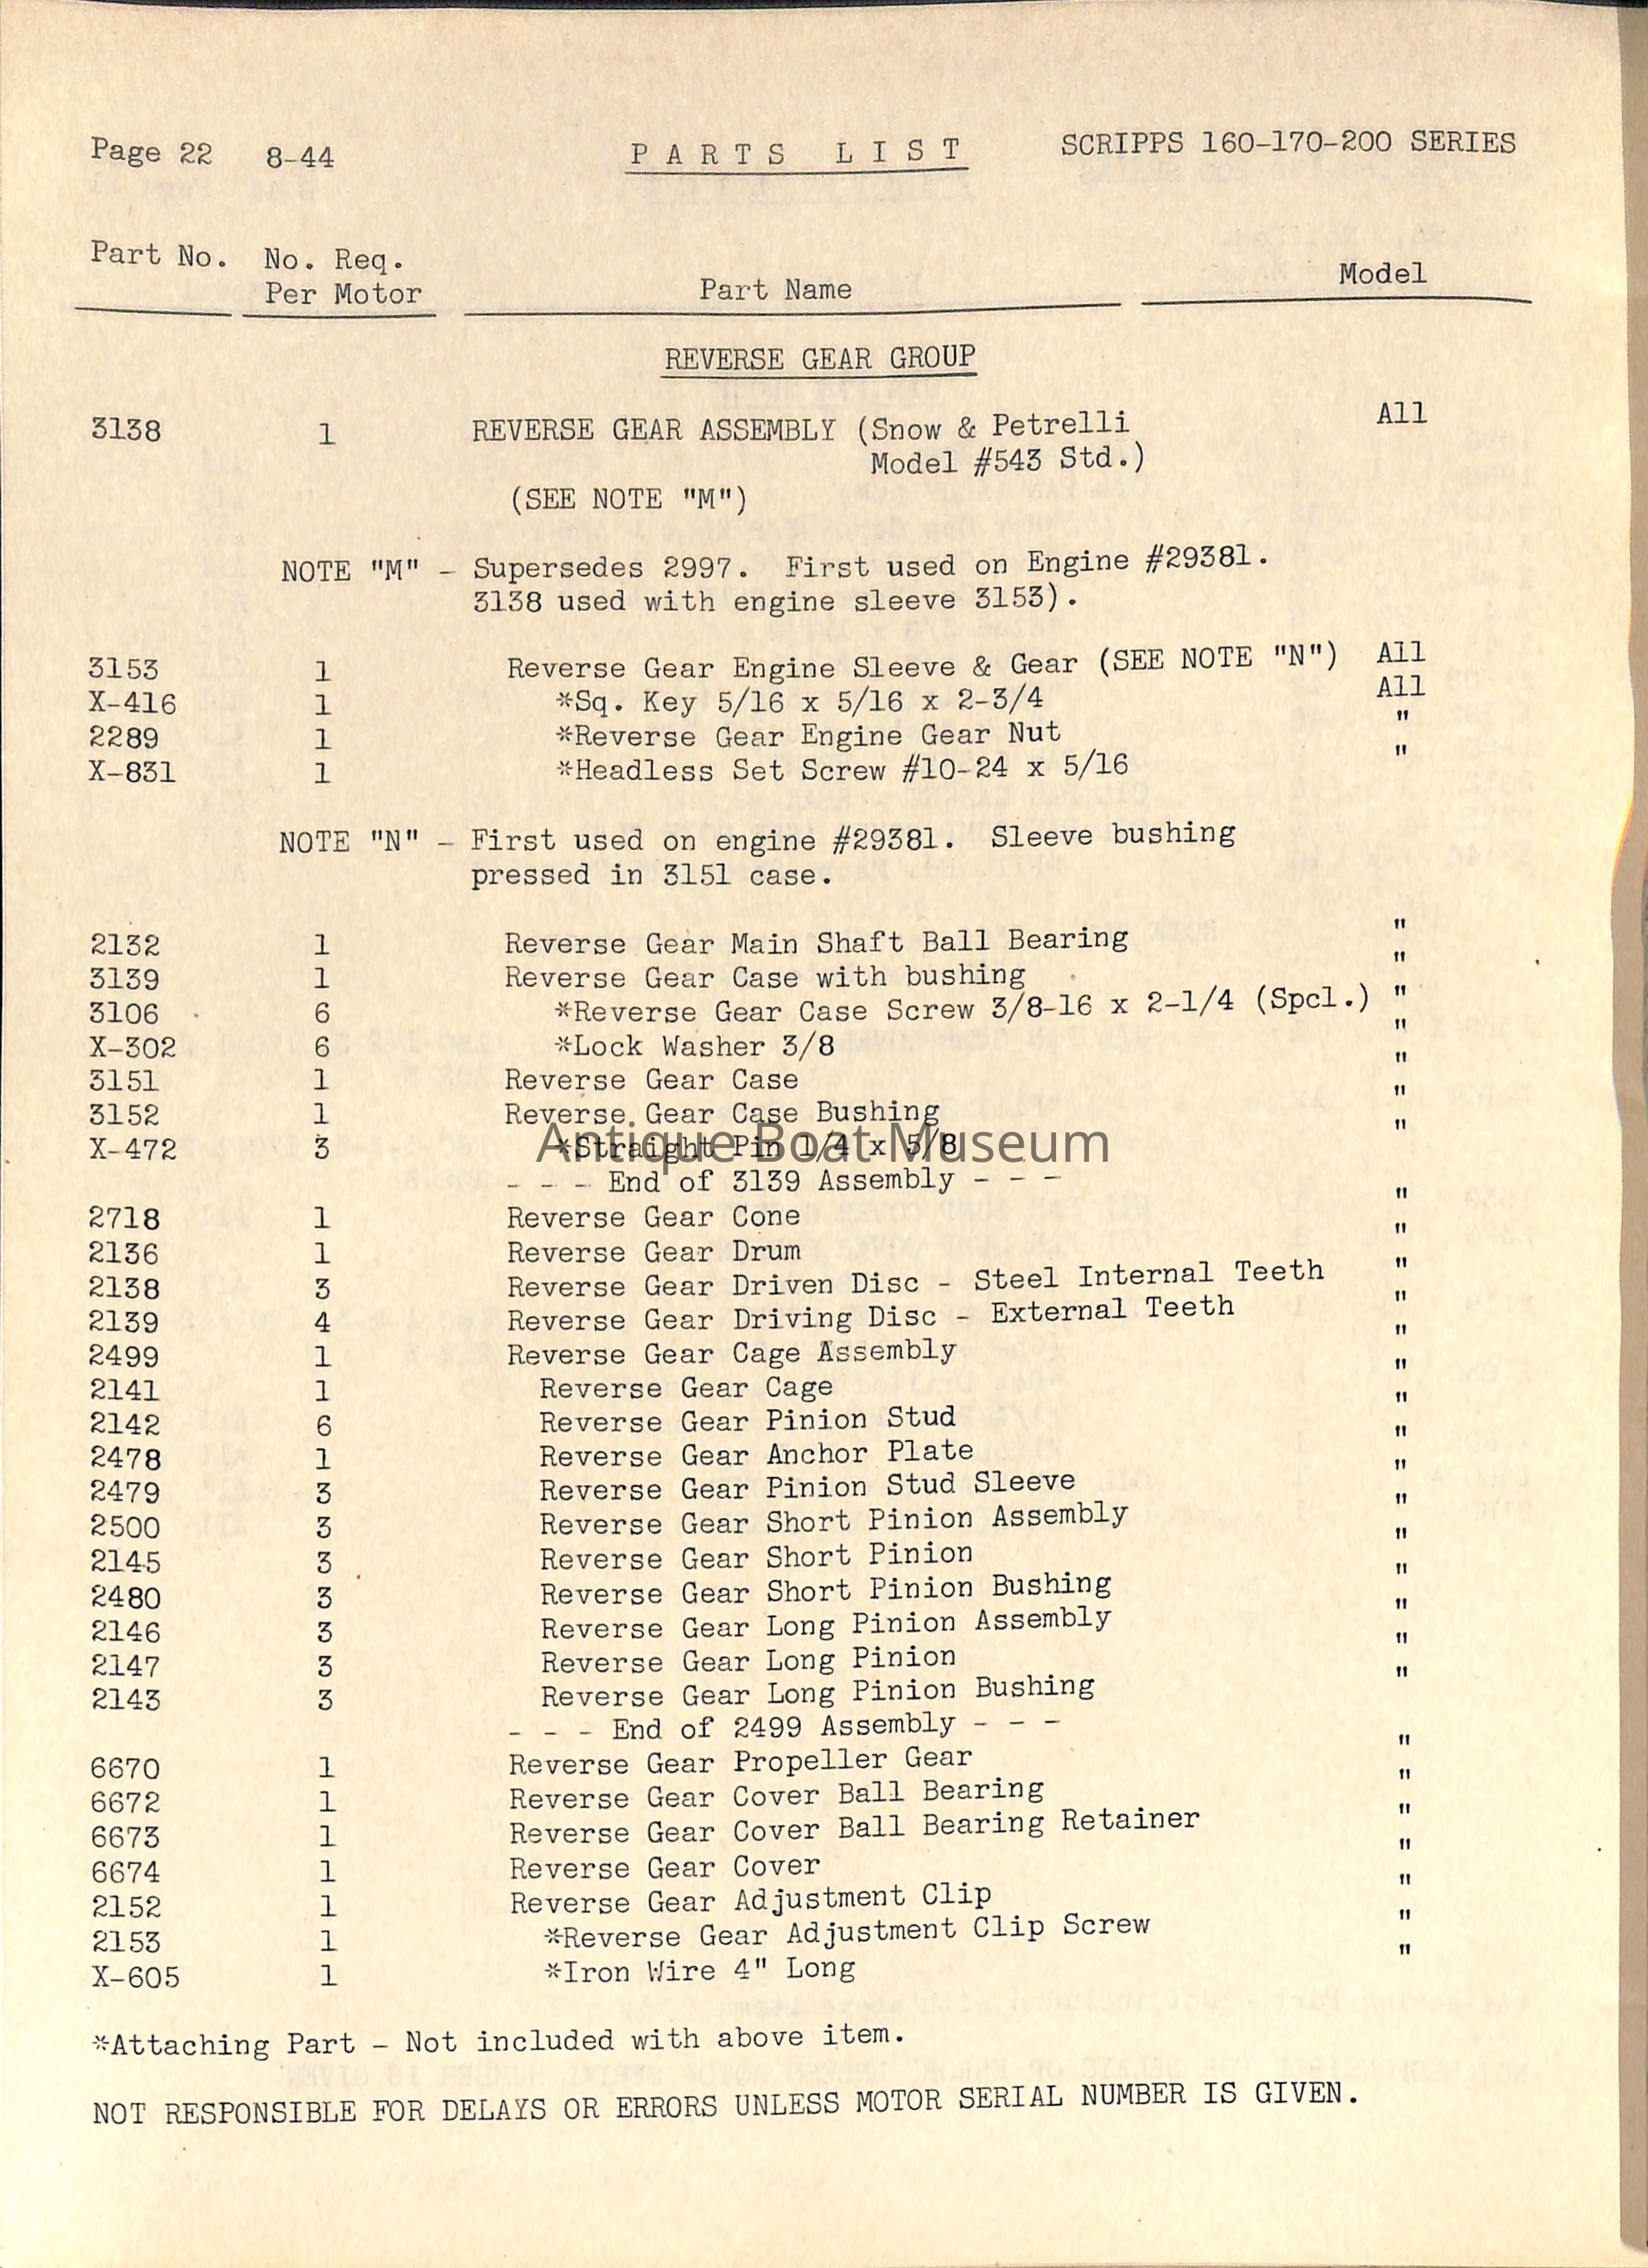 Page 22 8-44 PARTS LIST SCRIPPS 160-170-200 SERIES
Part No. No. Req. Per Motor Part Name Model
REVERSE GEAR GROUP
3138 1 REVERSE GEAR ASSEMBLY (Snow & Petrelli All
Model #543 Std.)
(SEE NOTE "M")
NOTE "M" - Supersedes 2997. First used on Engine #29381.
3138 used with engine sleeve 3153).
3153 1 Reverse Gear Engine Sleeve & Gear (SEE NOTE "N") All
X-416 1 *Sq. Key 5/16 x 5/16 x 2-3/4 All
2289 1 *Reverse Gear Engine Gear Nut "
X-831 1 *Headless Set Screw #10-24 x 5/16 "
NOTE "N" - First used on engine #29381. Sleeve bushing
pressed in 3151 case.
2132 1 Reverse Gear Main Shaft Ball Bearing "
3139 1 Reverse Gear Case with bushing "
3106 6 *Reverse Gear Case Screw 3/8-16 x 2-1/4 (Spcl.) "
X-302 6 *Lock Washer 3/8 "
3151 1 Reverse Gear Case "
3152 1 Reverse Gear Case Bushing "
X-472 3 *Straight Pin 1/4 x 5/8 "
Antique Boat Museum
- - - End of 3139 Assembly - - -
2718 1 Reverse Gear Cone "
2136 1 Reverse Gear Drum "
2138 3 Reverse Gear Driven Disc - Steel Internal Teeth "
2139 4 Reverse Gear Driving Disc - External Teeth "
2499 1 Reverse Gear Cage Assembly "
2141 1 Reverse Gear Cage "
2142 6 Reverse Gear Pinion Stud "
2478 1 Reverse Gear Anchor Plate "
2479 3 Reverse Gear Pinion Stud Sleeve "
2500 3 Reverse Gear Short Pinion Assembly "
2145 3 Reverse Gear Short Pinion "
2480 3 Reverse Gear Short Pinion Bushing "
2146 3 Reverse Gear Long Pinion Assembly "
2147 3 Reverse Gear Long Pinion "
2143 3 Reverse Gear Long Pinion Bushing "
- - - End of 2499 Assembly - - -
6670 1 Reverse Gear Propeller Gear "
6672 1 Reverse Gear Cover Ball Bearing "
6673 1 Reverse Gear Cover Ball Bearing Retainer "
6674 1 Reverse Gear Cover "
2152 1 Reverse Gear Adjustment Clip "
2153 1 *Reverse Gear Adjustment Clip Screw "
X-605 1 *Iron Wire 4" Long "
*Attaching Part - Not included with above item.
NOT RESPONSIBLE FOR DELAYS OR ERRORS UNLESS MOTOR SERIAL NUMBER IS GIVEN.